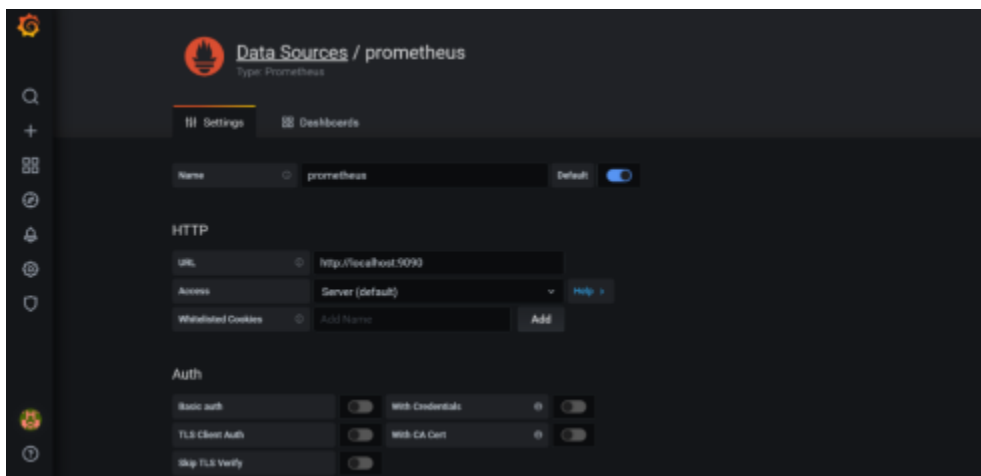 Data Sources / prometheus
Type: Prometheus
Settings Dashboards
Name prometheus Default
HTTP
URL http://localhost:9090
Access Server (default) Help >
Whitelisted Cookies Add Name Add
Auth
Basic auth With Credentials
TLS Client Auth With CA Cert
Skip TLS Verify